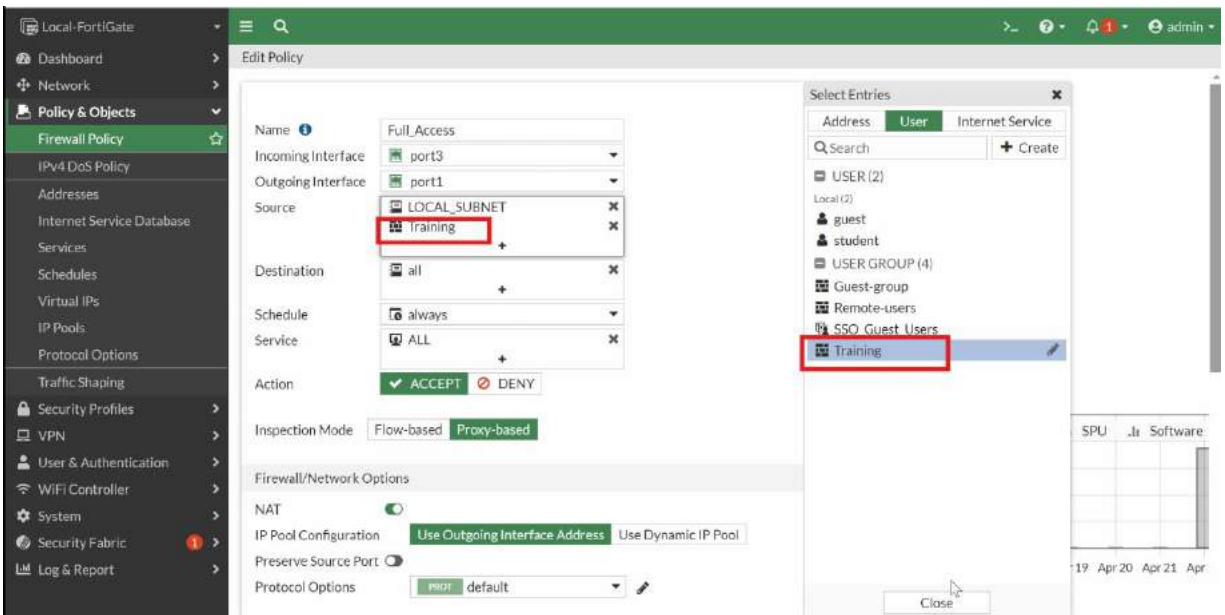 Local-FortiGate
>_
admin
Dashboard
Network
Policy & Objects
Firewall Policy
IPv4 DoS Policy
Addresses
Internet Service Database
Services
Schedules
Virtual IPs
IP Pools
Protocol Options
Traffic Shaping
Security Profiles
VPN
User & Authentication
WiFi Controller
System
Security Fabric 1
Log & Report
Edit Policy
Name Full_Access
Incoming Interface port3
Outgoing Interface port1
Source LOCAL_SUBNET
Training
+
Destination all
+
Schedule always
Service ALL
+
Action ACCEPT DENY
Inspection Mode Flow-based Proxy-based
Firewall/Network Options
NAT
IP Pool Configuration Use Outgoing Interface Address Use Dynamic IP Pool
Preserve Source Port
Protocol Options PROT default
Select Entries
Address User Internet Service
Search + Create
USER (2)
Local (2)
guest
student
USER GROUP (4)
Guest-group
Remote-users
SSO_Guest_Users
Training
Close
SPU Software
19 Apr 20 Apr 21 Apr